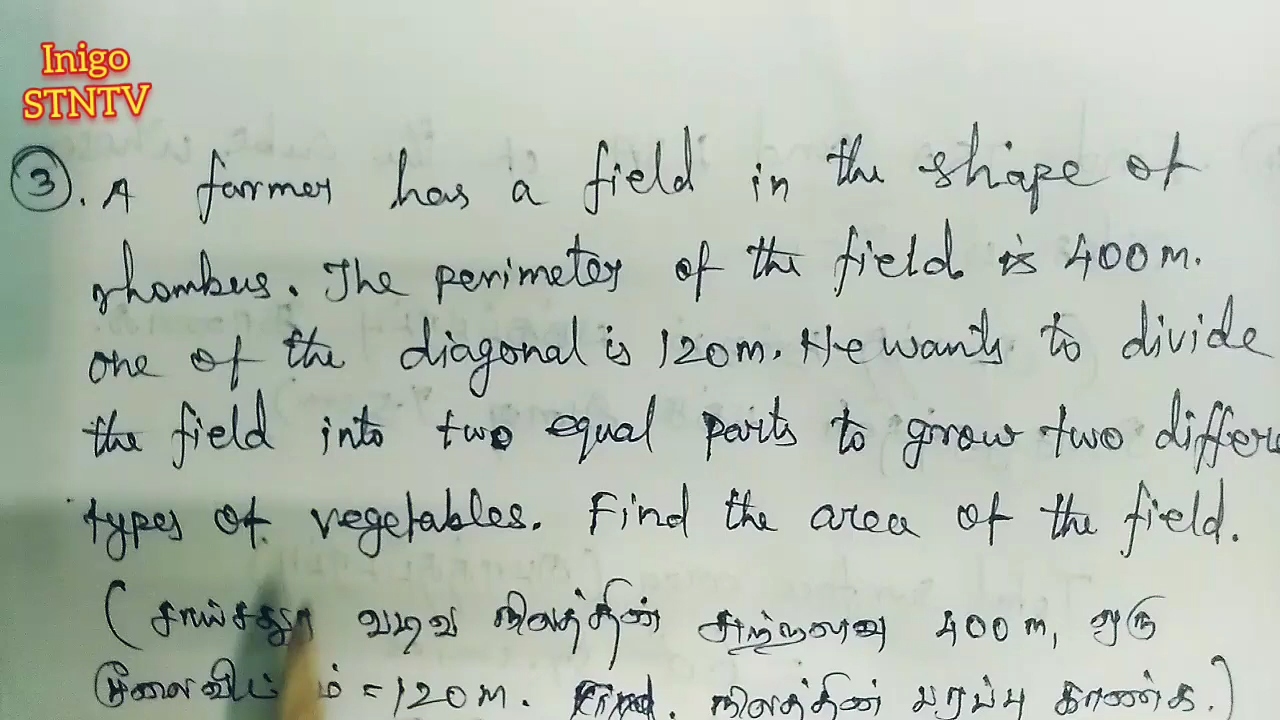 Inigo
STNTV
3. A farmer has a field in the shape of
rhombus. The perimeter of the field is 400m.
one of the diagonal is 120m. He wants to divide
the field into two equal parts to grow two differ
types of vegetables. Find the area of the field.
(சாய்சதுர வடிவ நிலத்தின் சுற்றளவு 400m, ஒரு
= 120m. Find. நிலத்தின் பரப்பு காண்க.)